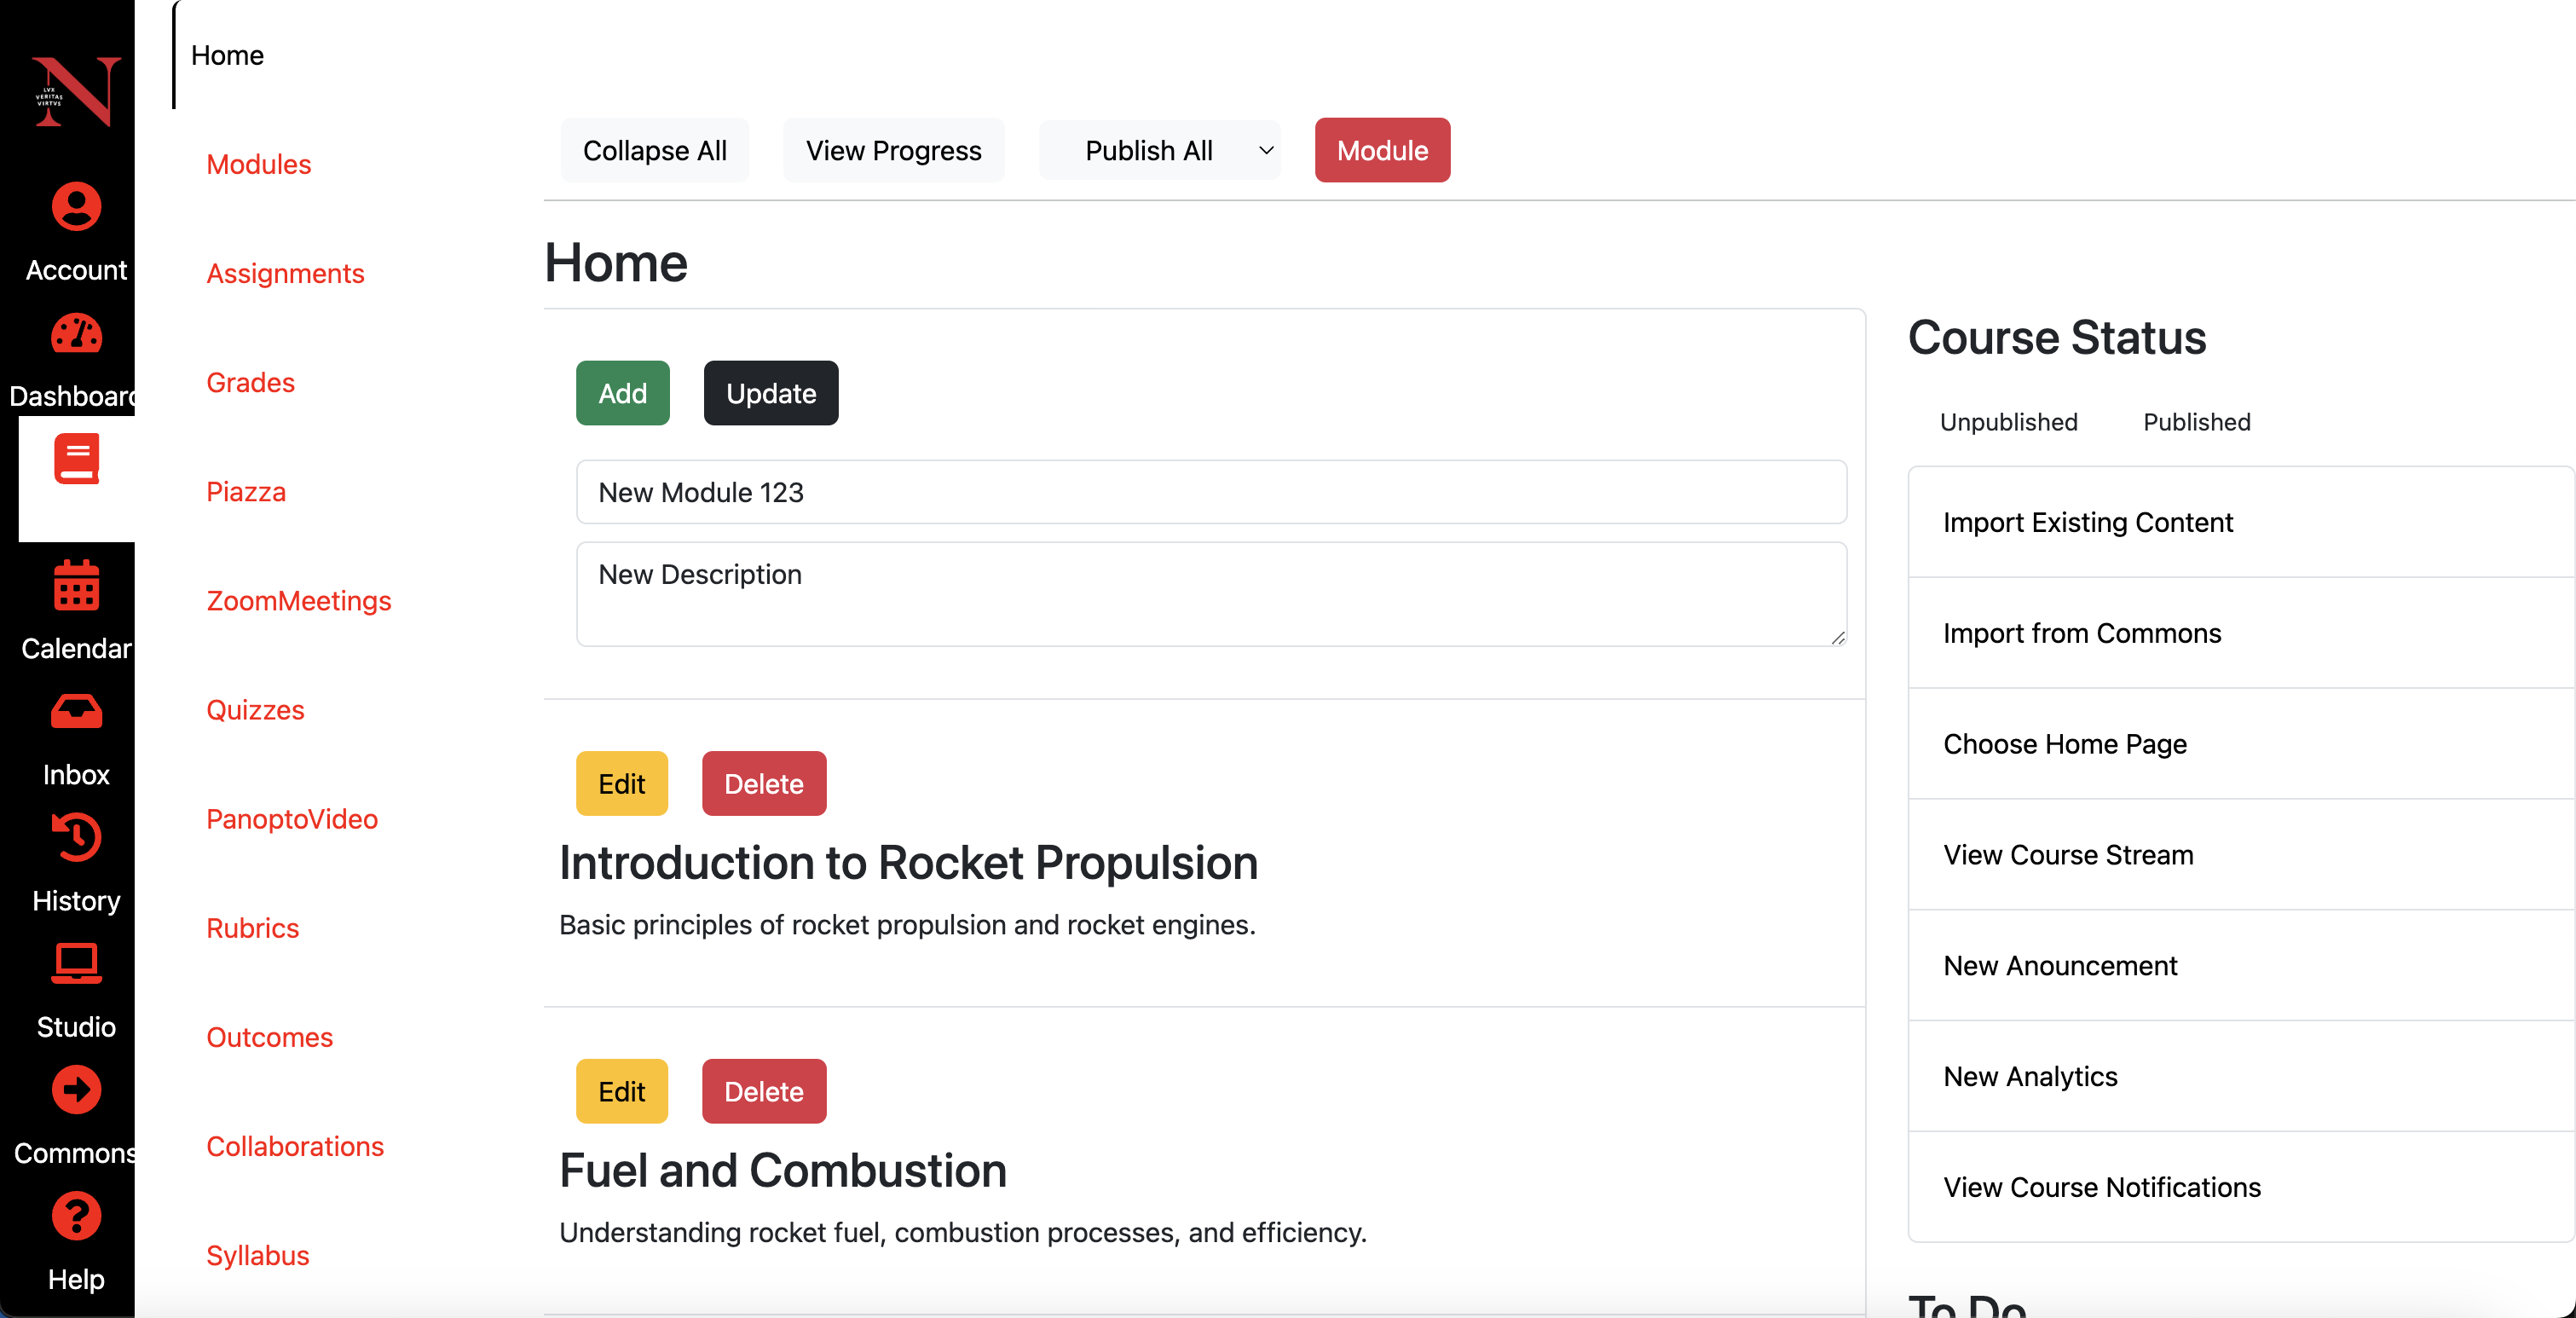 LVX
VERITAS
VIRTVS
Account
Dashboard
Calendar
Inbox
History
Studio
Commons
Help
Home
Modules
Assignments
Grades
Piazza
ZoomMeetings
Quizzes
PanoptoVideo
Rubrics
Outcomes
Collaborations
Syllabus
Collapse All
View Progress
Publish All
Module
Home
Add
Update
New Module 123
New Description
Edit
Delete
Introduction to Rocket Propulsion
Basic principles of rocket propulsion and rocket engines.
Edit
Delete
Fuel and Combustion
Understanding rocket fuel, combustion processes, and efficiency.
Course Status
Unpublished
Published
Import Existing Content
Import from Commons
Choose Home Page
View Course Stream
New Anouncement
New Analytics
View Course Notifications
To Do